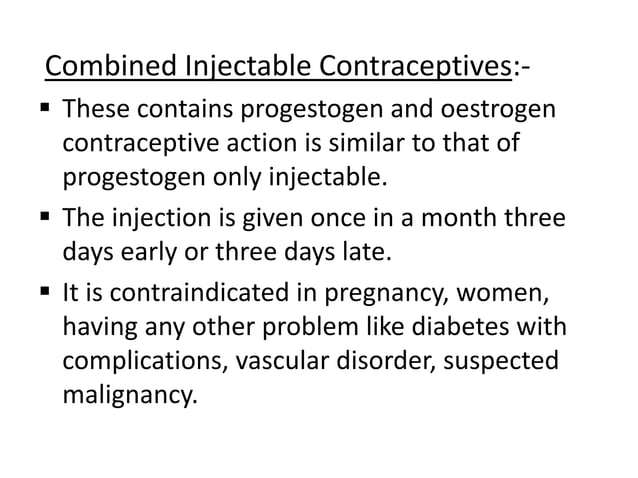 Combined Injectable Contraceptives:-
▪ These contains progestogen and oestrogen
contraceptive action is similar to that of
progestogen only injectable.
▪ The injection is given once in a month three
days early or three days late.
▪ It is contraindicated in pregnancy, women,
having any other problem like diabetes with
complications, vascular disorder, suspected
malignancy.